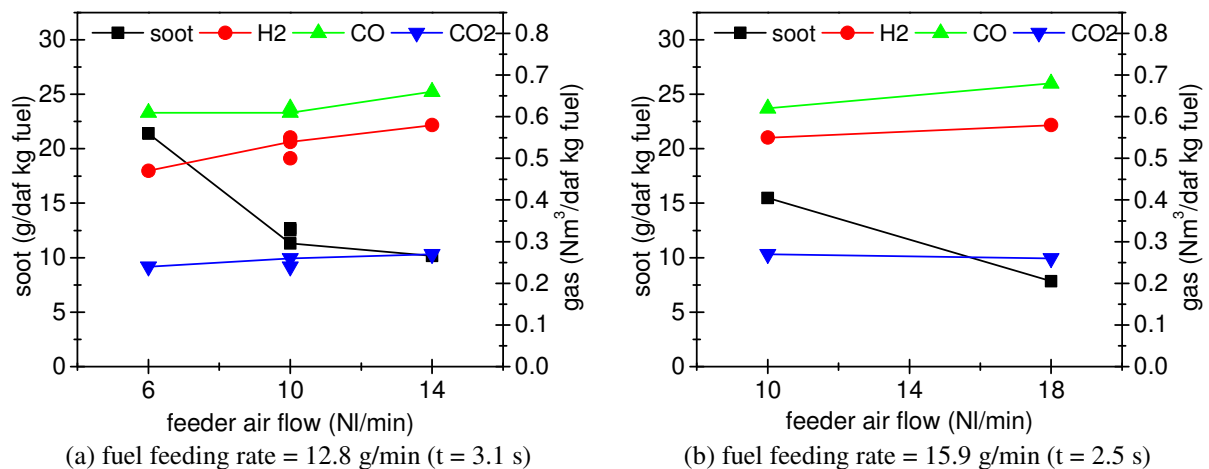 soot H2 CO CO2
30
25
20
15
10
5
0
soot (g/daf kg fuel)
0.8
0.7
0.6
0.5
0.4
0.3
0.2
0.1
0.0
gas (Nm³/daf kg fuel)
6 10 14
feeder air flow (Nl/min)
(a) fuel feeding rate = 12.8 g/min (t = 3.1 s)
soot H2 CO CO2
30
25
20
15
10
5
0
soot (g/daf kg fuel)
0.8
0.7
0.6
0.5
0.4
0.3
0.2
0.1
0.0
gas (Nm³/daf kg fuel)
10 14 18
feeder air flow (Nl/min)
(b) fuel feeding rate = 15.9 g/min (t = 2.5 s)